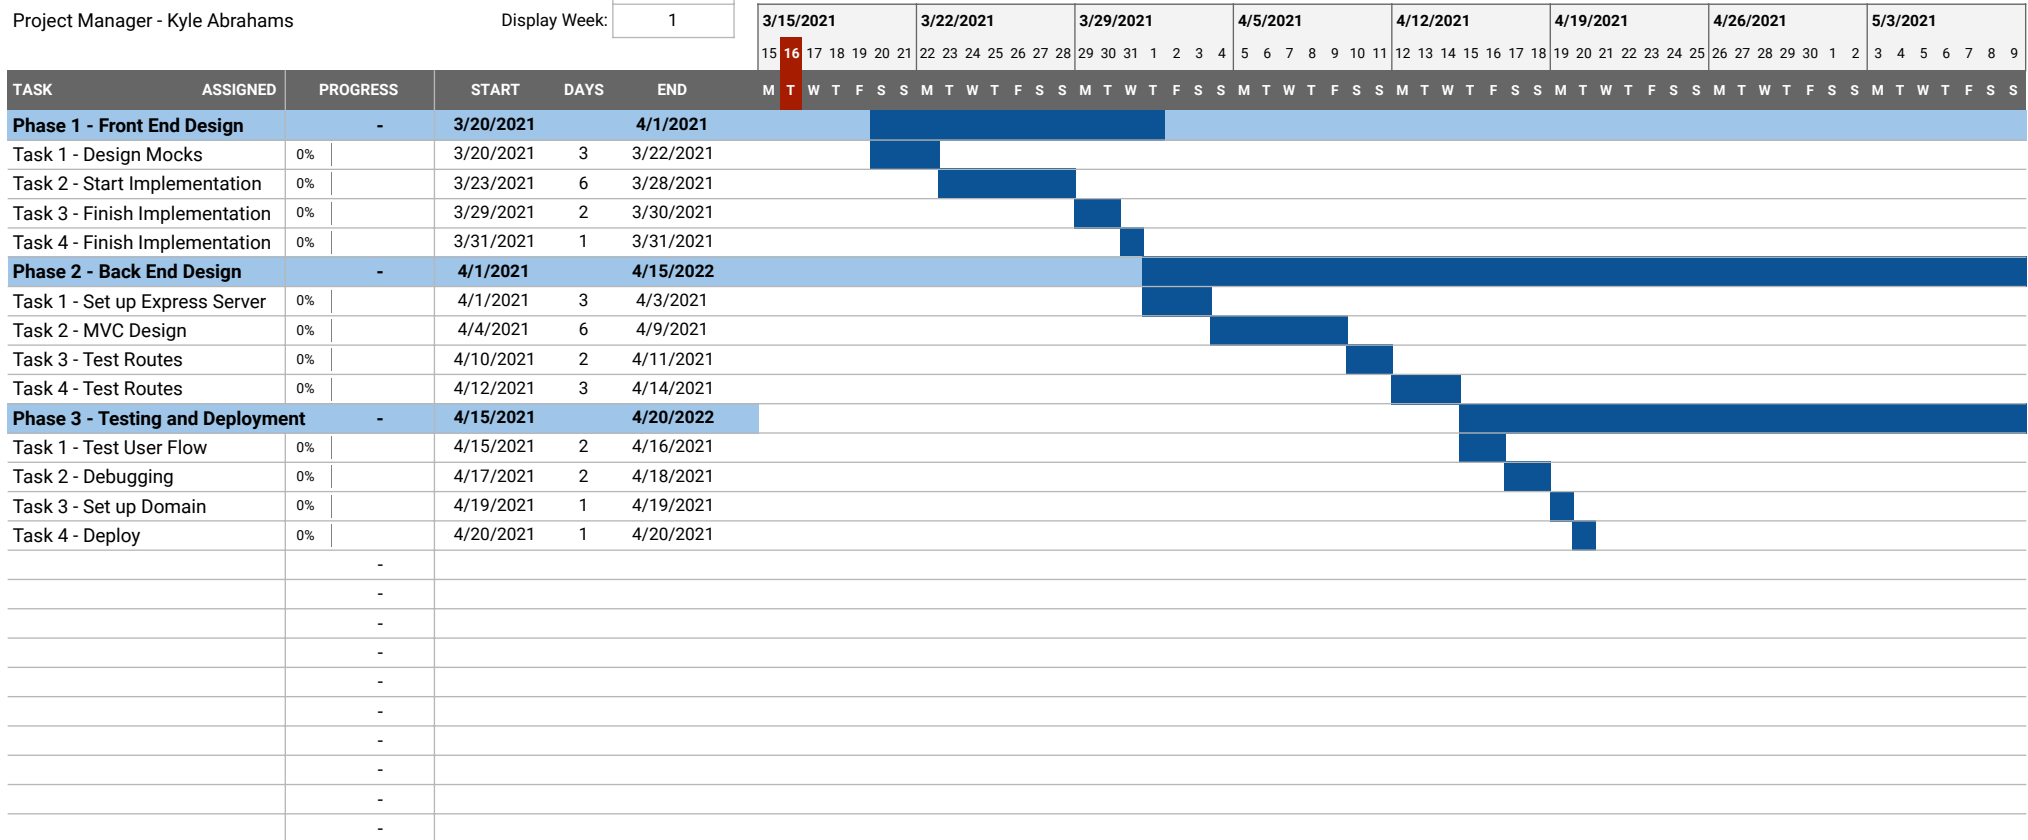 Project Manager - Kyle Abrahams Display Week: 1 3/15/2021 3/22/2021 3/29/2021 4/5/2021 4/12/2021 4/19/2021 4/26/2021 5/3/2021
15 16 17 18 19 20 21 22 23 24 25 26 27 28 29 30 31 1 2 3 4 5 6 7 8 9 10 11 12 13 14 15 16 17 18 19 20 21 22 23 24 25 26 27 28 29 30 1 2 3 4 5 6 7 8 9
TASK ASSIGNED PROGRESS START DAYS END M T W T F S S M T W T F S S M T W T F S S M T W T F S S M T W T F S S M T W T F S S M T W T F S S M T W T F S S
Phase 1 - Front End Design - 3/20/2021 4/1/2021
Task 1 - Design Mocks 0% 3/20/2021 3 3/22/2021
Task 2 - Start Implementation 0% 3/23/2021 6 3/28/2021
Task 3 - Finish Implementation 0% 3/29/2021 2 3/30/2021
Task 4 - Finish Implementation 0% 3/31/2021 1 3/31/2021
Phase 2 - Back End Design - 4/1/2021 4/15/2022
Task 1 - Set up Express Server 0% 4/1/2021 3 4/3/2021
Task 2 - MVC Design 0% 4/4/2021 6 4/9/2021
Task 3 - Test Routes 0% 4/10/2021 2 4/11/2021
Task 4 - Test Routes 0% 4/12/2021 3 4/14/2021
Phase 3 - Testing and Deployment - 4/15/2021 4/20/2022
Task 1 - Test User Flow 0% 4/15/2021 2 4/16/2021
Task 2 - Debugging 0% 4/17/2021 2 4/18/2021
Task 3 - Set up Domain 0% 4/19/2021 1 4/19/2021
Task 4 - Deploy 0% 4/20/2021 1 4/20/2021
-
-
-
-
-
-
-
-
-
-